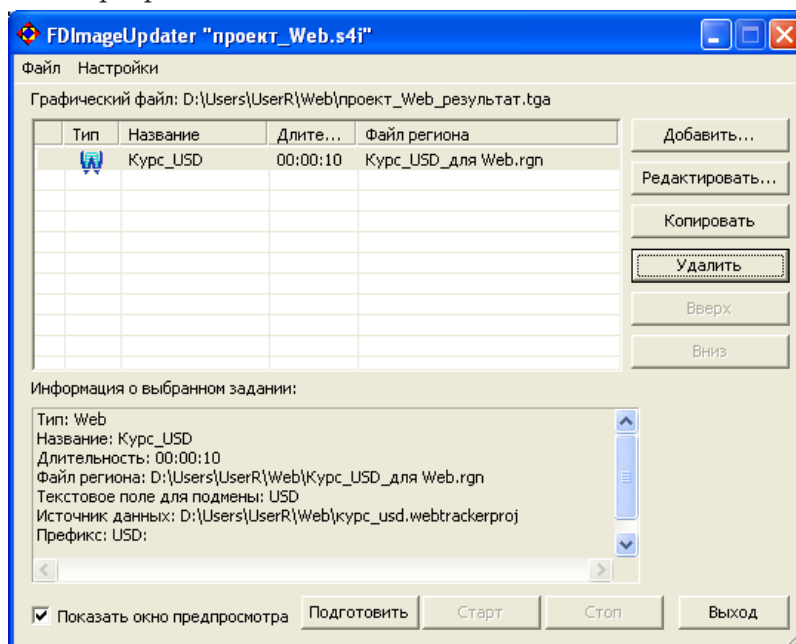 FDImageUpdater "проект_Web.s4i"
Файл Настройки
Графический файл: D:\Users\UserR\Web\проект_Web_результат.tga
Тип Название Длите... Файл региона
Курс_USD 00:00:10 Курс_USD_для Web.rgn
Добавить...
Редактировать...
Копировать
Удалить
Вверх
Вниз
Информация о выбранном задании:
Тип: Web
Название: Курс_USD
Длительность: 00:00:10
Файл региона: D:\Users\UserR\Web\Курс_USD_для Web.rgn
Текстовое поле для подмены: USD
Источник данных: D:\Users\UserR\Web\курс_usd.webtrackerproj
Префикс: USD:
Показать окно предпросмотра Подготовить Старт Стоп Выход